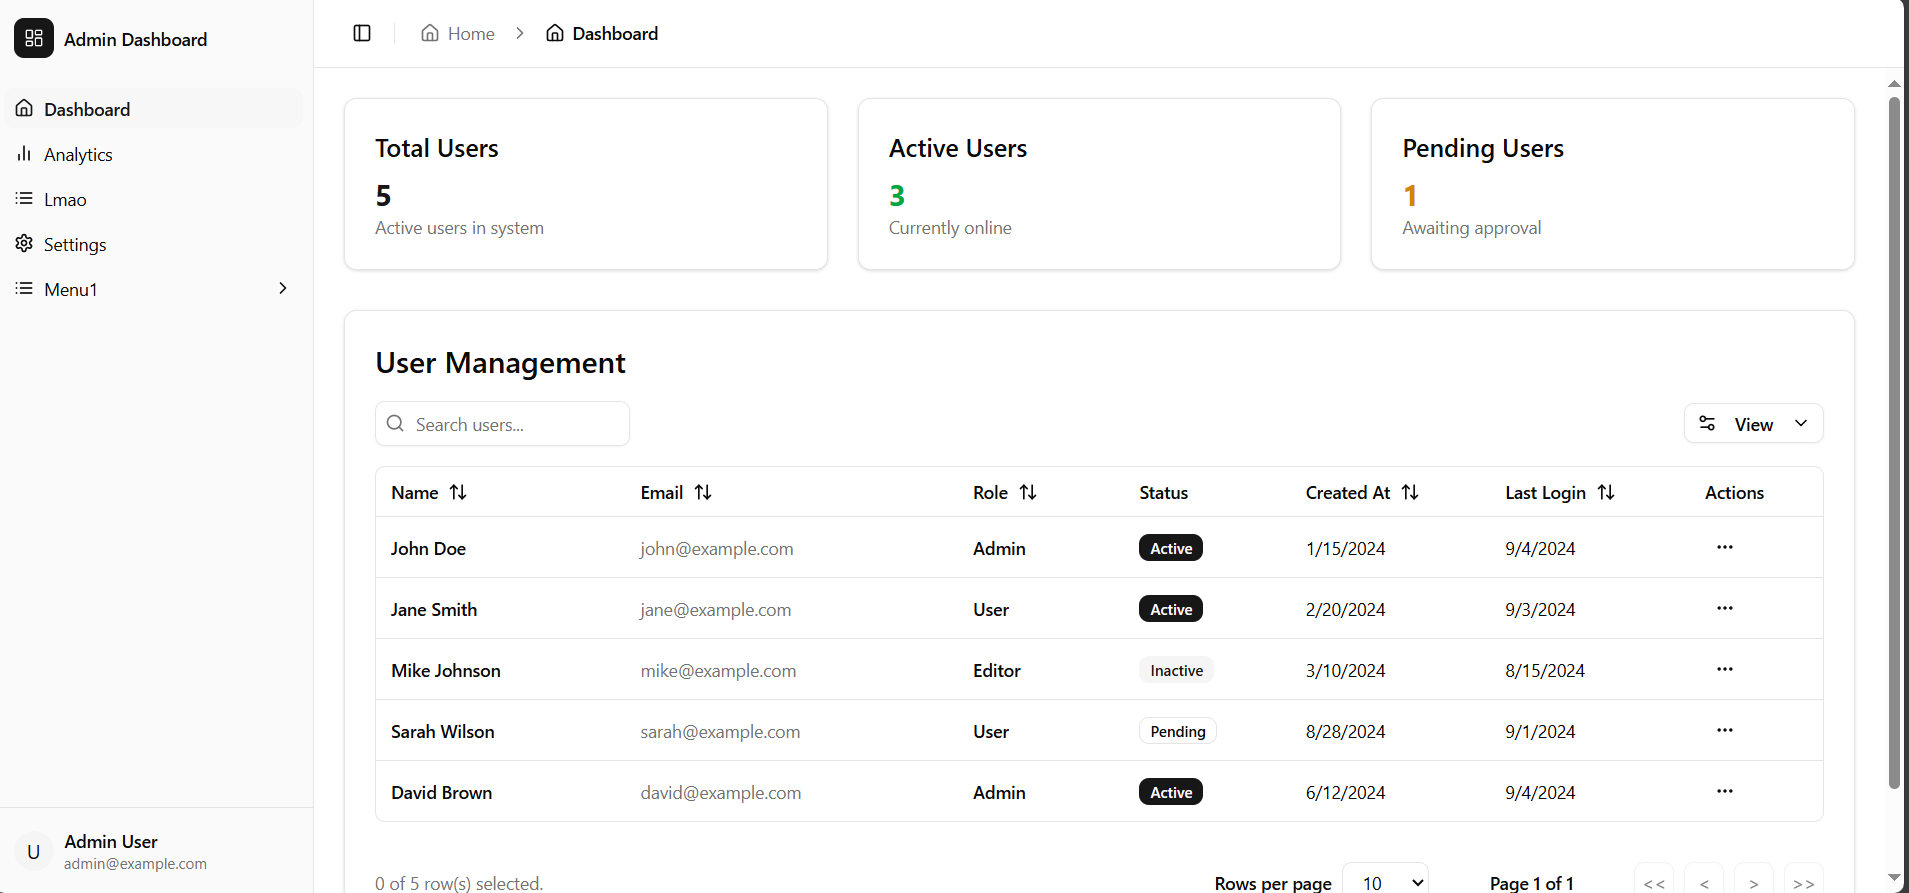 Admin Dashboard
Home
Dashboard
Dashboard
Analytics
Lmao
Settings
Menu1
Total Users
5
Active users in system
Active Users
3
Currently online
Pending Users
1
Awaiting approval
User Management
Search users...
View
Name Email Role Status Created At Last Login Actions
John Doe john@example.com Admin Active 1/15/2024 9/4/2024
Jane Smith jane@example.com User Active 2/20/2024 9/3/2024
Mike Johnson mike@example.com Editor Inactive 3/10/2024 8/15/2024
Sarah Wilson sarah@example.com User Pending 8/28/2024 9/1/2024
David Brown david@example.com Admin Active 6/12/2024 9/4/2024
0 of 5 row(s) selected. Rows per page 10 Page 1 of 1 << < > >>
U
Admin User
admin@example.com